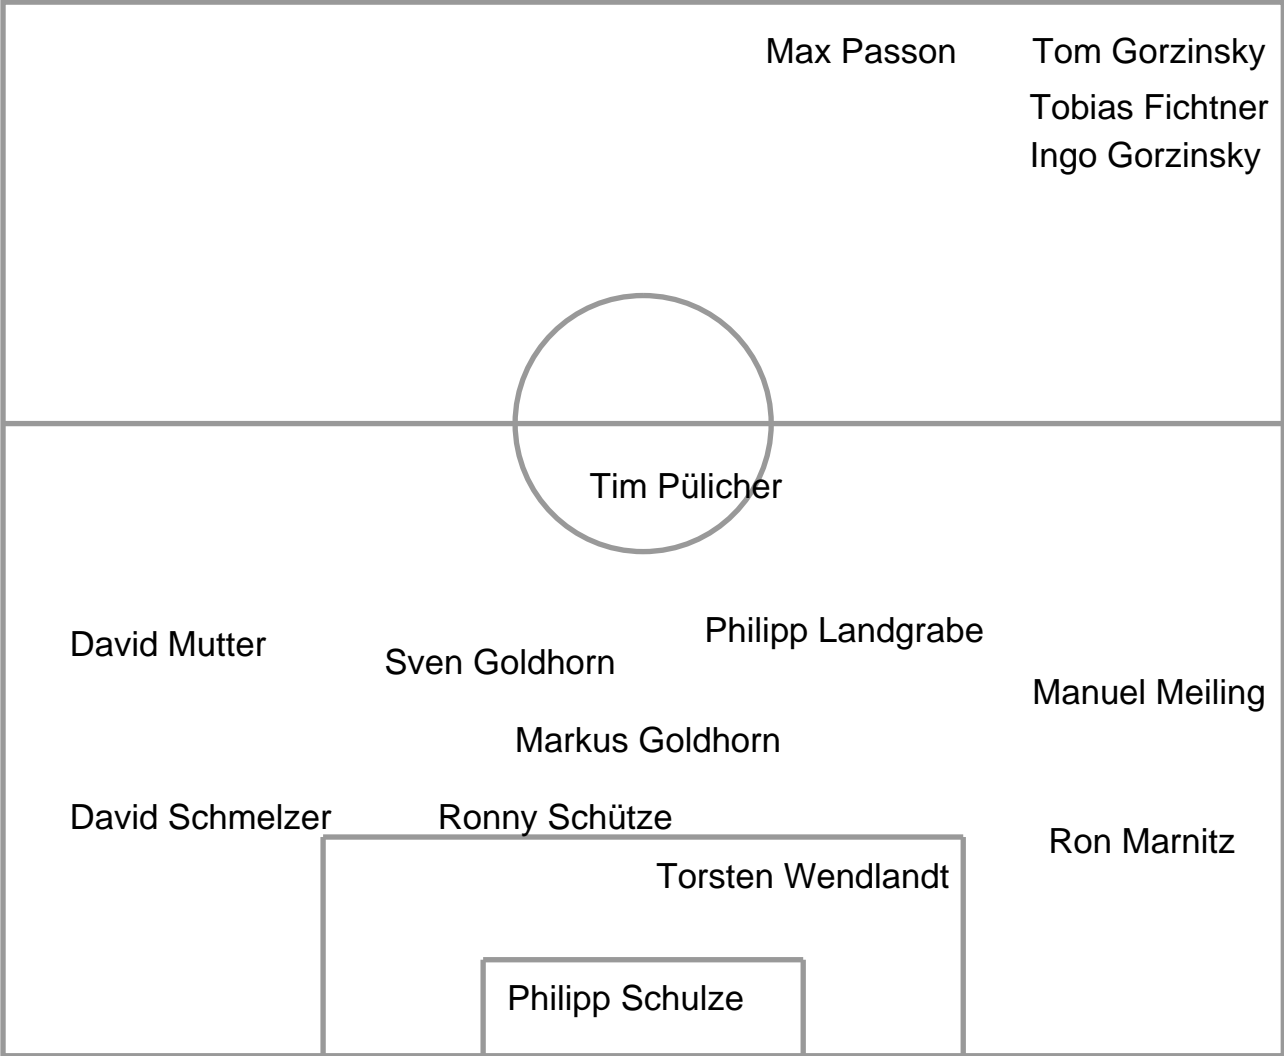 Max Passon
Tom Gorzinsky
Tobias Fichtner
Ingo Gorzinsky
Tim Pülicher
Philipp Landgrabe
David Mutter
Sven Goldhorn
Manuel Meiling
Markus Goldhorn
David Schmelzer
Ronny Schütze
Ron Marnitz
Torsten Wendlandt
Philipp Schulze